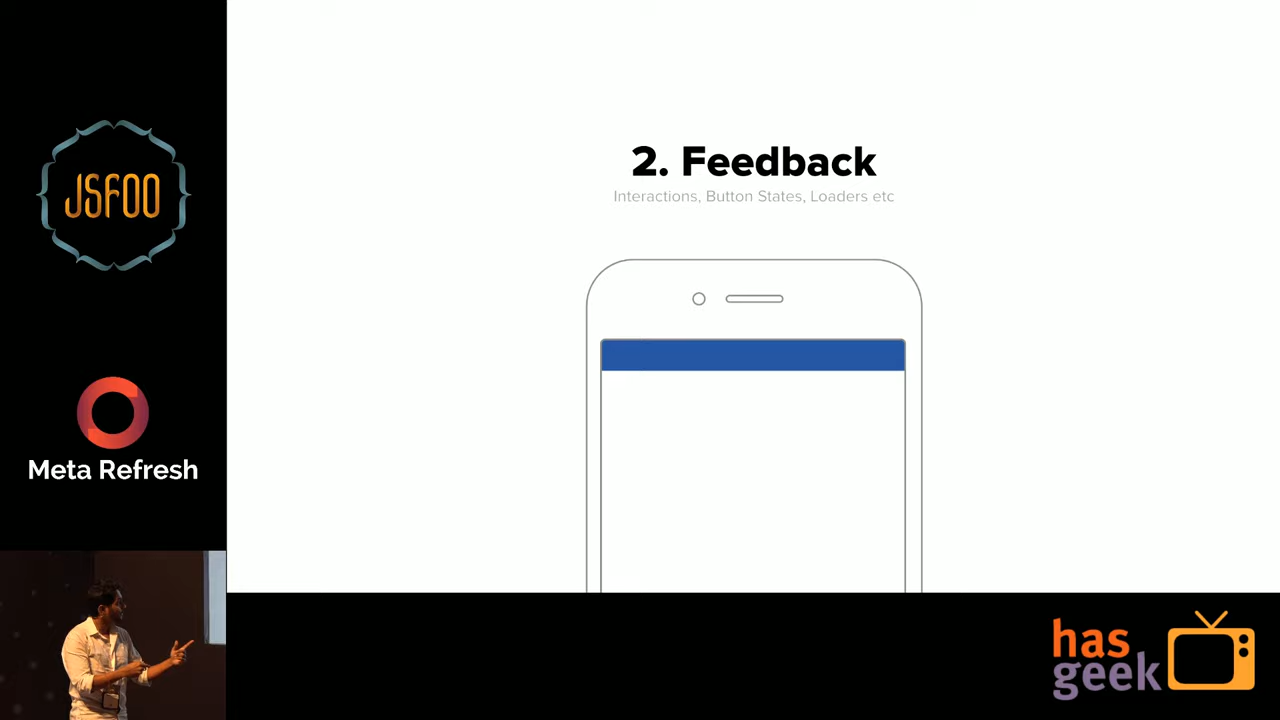 JSFOO
Meta Refresh
2. Feedback
Interactions, Button States, Loaders etc
has
geek